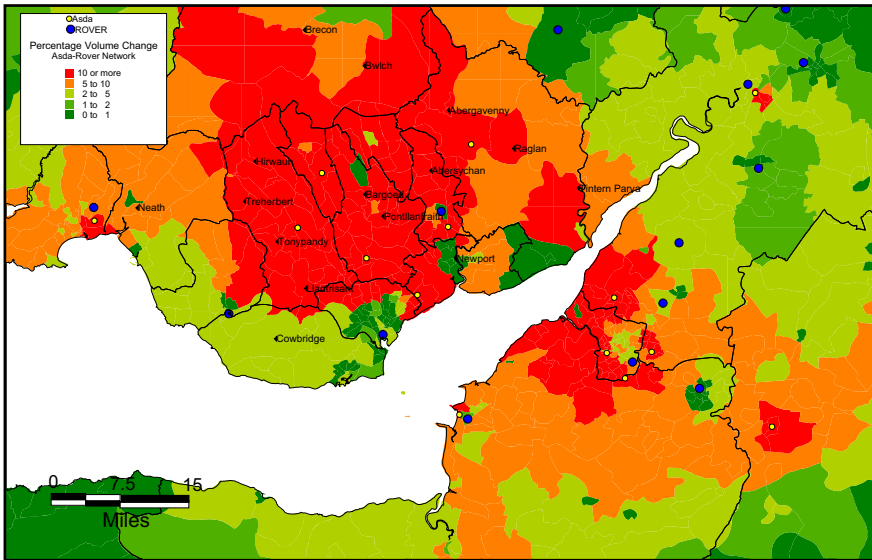 Asda
ROVER
Percentage Volume Change
Asda-Rover Network
10 or more
5 to 10
2 to 5
1 to 2
0 to 1
Brecon
Bwlch
Abergavenny
Raglan
Hirwaun
Abersychan
Tintern Parva
Treherbert
Bargoed
Neath
Pontllanfraith
Tonypandy
Newport
Llantrisant
Cowbridge
0 7.5 15
Miles